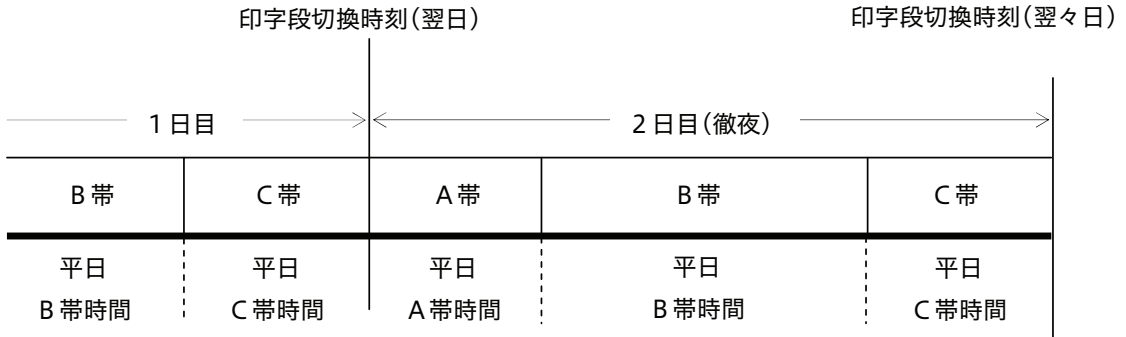 印字段切換時刻(翌日)
印字段切換時刻(翌々日)
1日目
2日目(徹夜)
B帯
C帯
A帯
B帯
C帯
平日
平日
平日
平日
平日
B帯時間
C帯時間
A帯時間
B帯時間
C帯時間